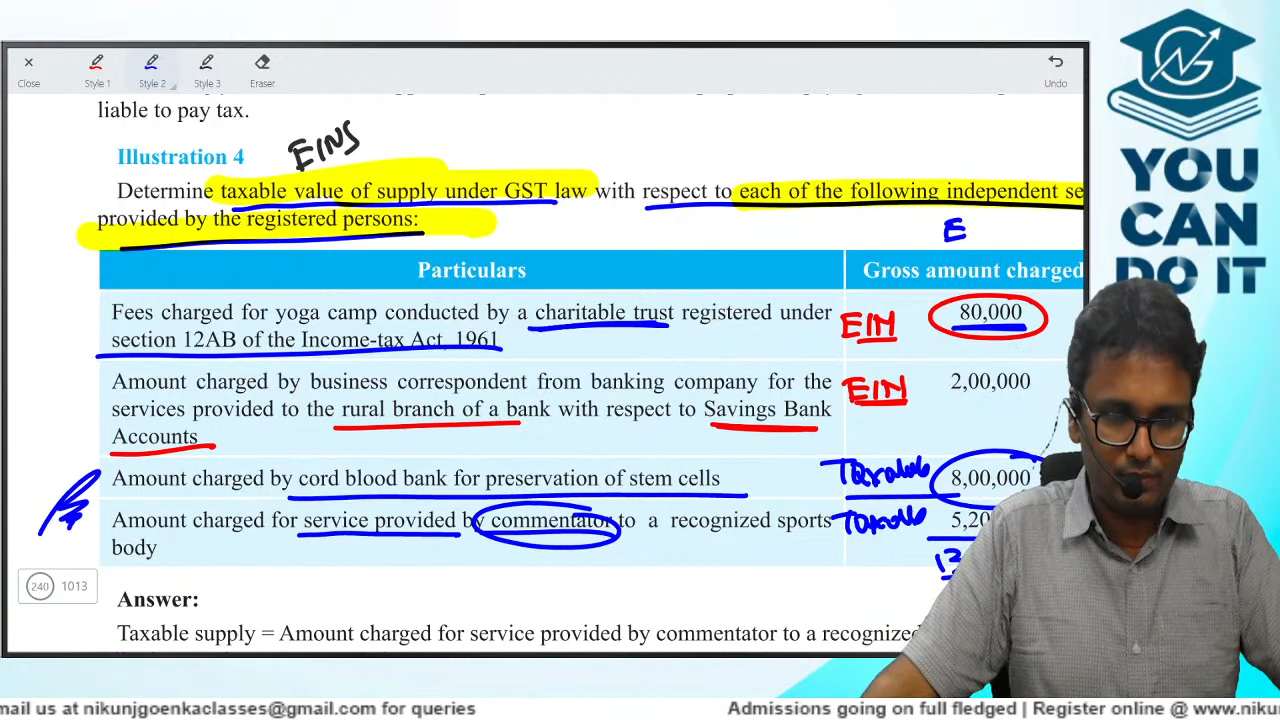 Close
Style 1
Style 2
Style 3
Eraser
Undo
liable to pay tax.
Illustration 4
EINS
Determine taxable value of supply under GST law with respect to each of the following independent se
provided by the registered persons:
E
Particulars
Gross amount charged
Fees charged for yoga camp conducted by a charitable trust registered under
section 12AB of the Income-tax Act, 1961
EIN
80,000
Amount charged by business correspondent from banking company for the
services provided to the rural branch of a bank with respect to Savings Bank
Accounts
EIN
2,00,000
Amount charged by cord blood bank for preservation of stem cells
Taxable
8,00,000
Amount charged for service provided by commentator to a recognized sports
body
Taxable
5,20
13
240 1013
Answer:
Taxable supply = Amount charged for service provided by commentator to a recognized
YOU
CAN
DO IT
mail us at nikunjgoenkaclasses@gmail.com for queries
Admissions going on full fledged | Register online @ www.niku